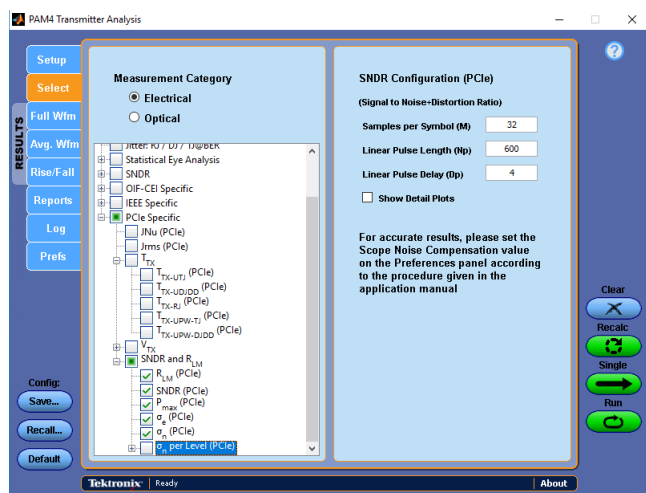 PAM4 Transmitter Analysis
Setup
Select
Full Wfm
Avg. Wfm
Rise/Fall
Reports
Log
Prefs
RESULTS
Config:
Save...
Recall...
Default
Measurement Category
Electrical
Optical
Jitter: RJ / DJ / TJ@BER
Statistical Eye Analysis
SNDR
OIF-CEI Specific
IEEE Specific
PCIe Specific
JNu (PCIe)
Jrms (PCIe)
TTX
TTX-UTJ (PCIe)
TTX-UDJDD (PCIe)
TTX-RJ (PCIe)
TTX-UPW-TJ (PCIe)
TTX-UPW-DJDD (PCIe)
VTX
SNDR and RLM
RLM (PCIe)
SNDR (PCIe)
Pmax (PCIe)
σe (PCIe)
σn (PCIe)
σn per Level (PCIe)
SNDR Configuration (PCIe)
(Signal to Noise+Distortion Ratio)
Samples per Symbol (M) 32
Linear Pulse Length (Np) 600
Linear Pulse Delay (Dp) 4
Show Detail Plots
For accurate results, please set the
Scope Noise Compensation value
on the Preferences panel according
to the procedure given in the
application manual
?
Clear
Recalc
Single
Run
Tektronix Ready About